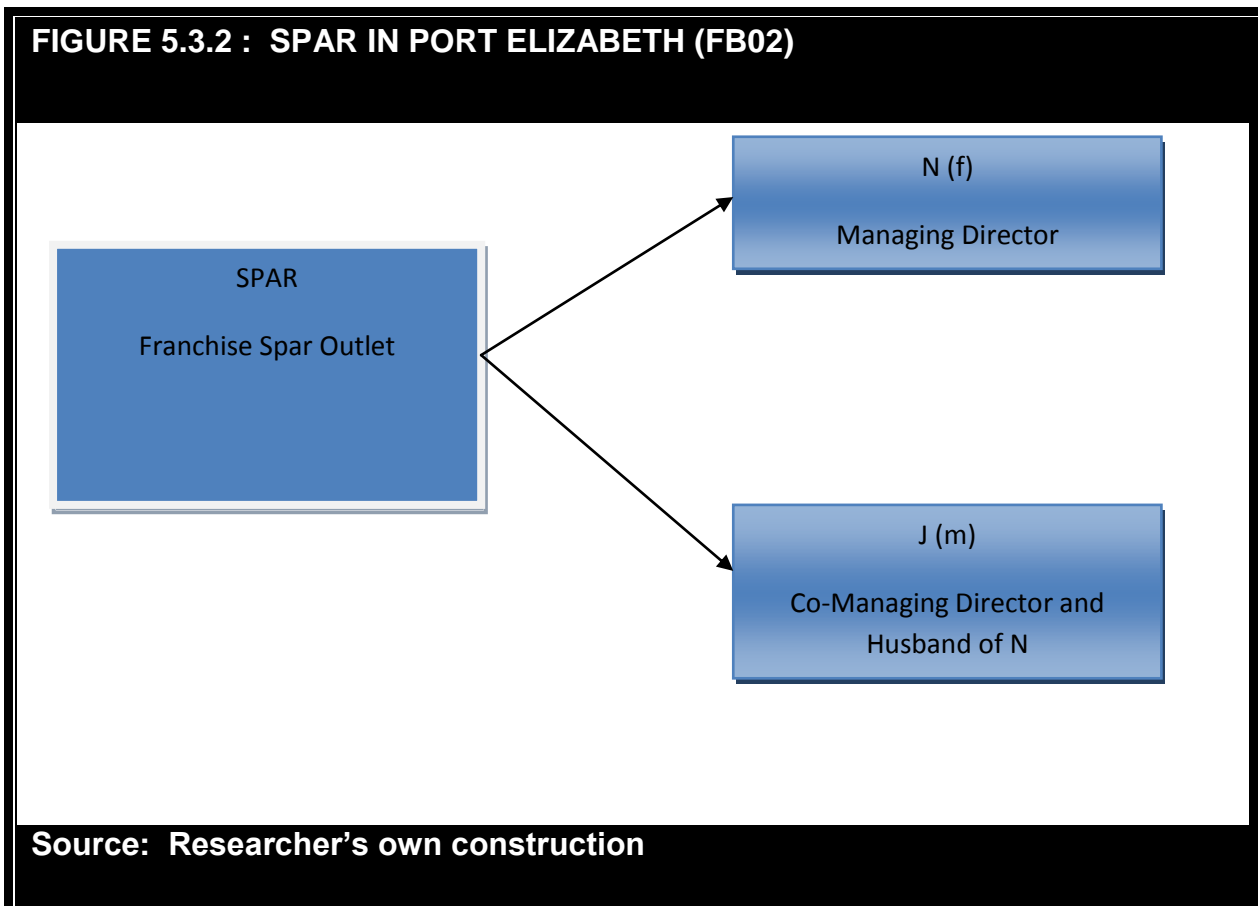 FIGURE 5.3.2 :  SPAR IN PORT ELIZABETH (FB02)
SPAR
Franchise Spar Outlet
N (f)
Managing Director
J (m)
Co-Managing Director and
Husband of N
Source:  Researcher’s own construction